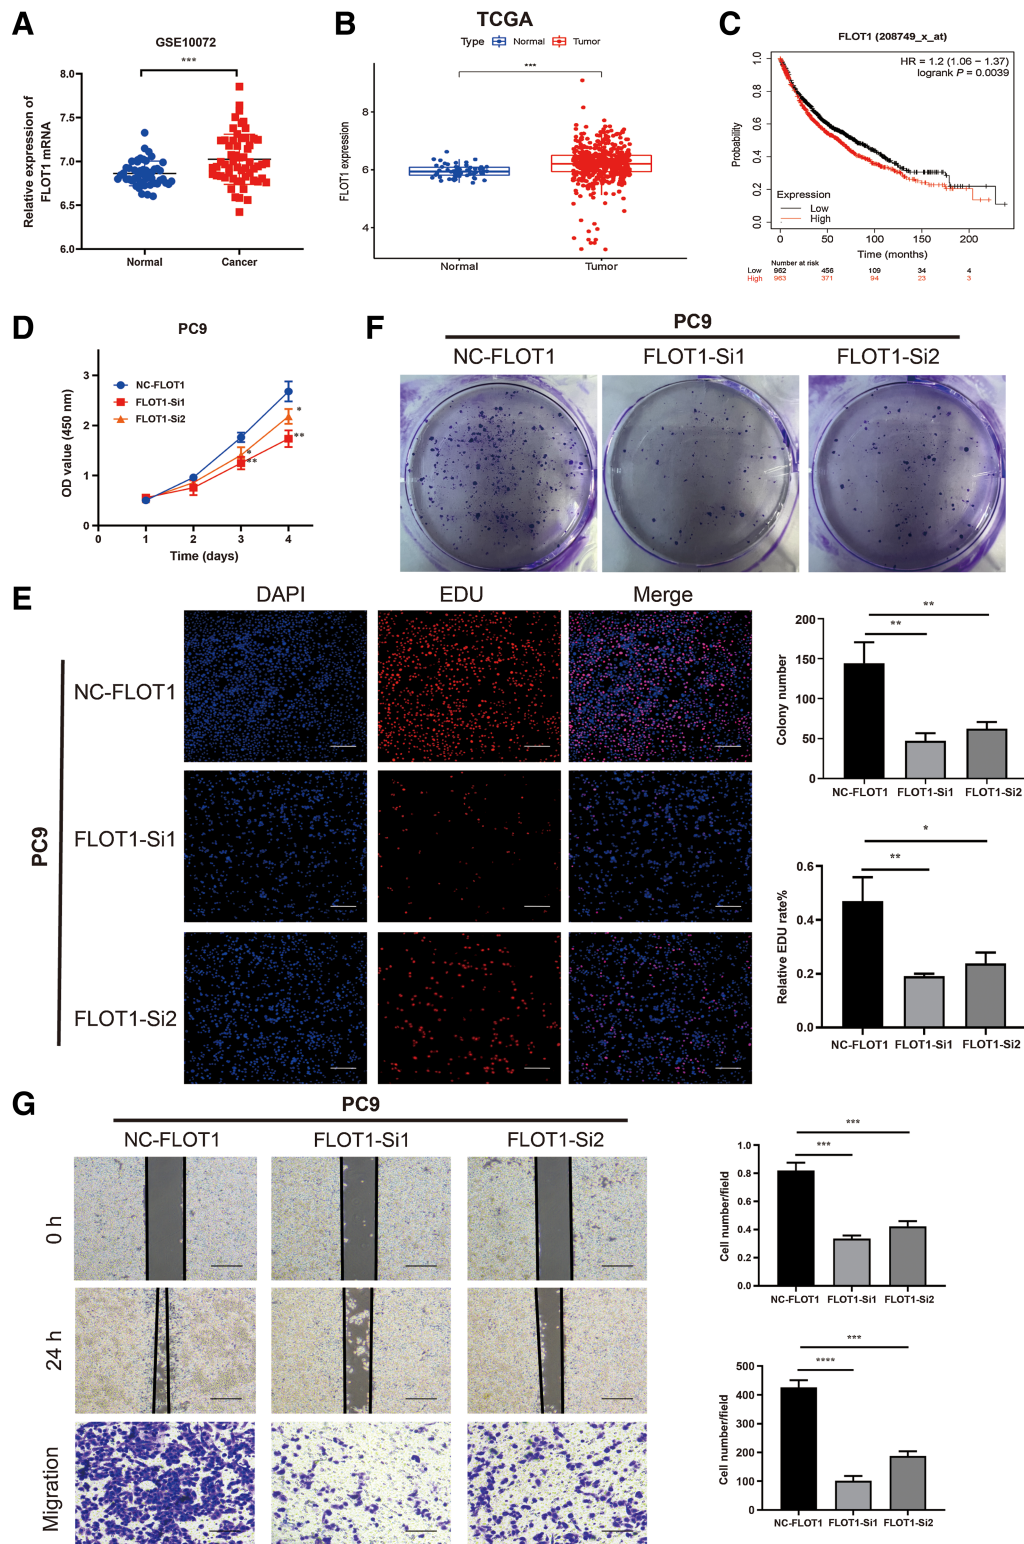 A
GSE10072
***
Relative expression of
FLOT1 mRNA
8.0
7.5
7.0
6.5
6.0
Normal
Cancer
B
TCGA
Type
Normal
Tumor
***
FLOT1 expression
8
6
4
Normal
Tumor
C
FLOT1 (208749_x_at)
HR = 1.2 (1.06 − 1.37)
logrank P = 0.0039
Probability
1.0
0.8
0.6
0.4
0.2
0.0
Expression
Low
High
0
50
100
150
200
Time (months)
Number at risk
Low 962 456 109 34 4
High 963 371 94 23 3
D
PC9
OD value (450 nm)
3
2
1
0
NC-FLOT1
FLOT1-Si1
FLOT1-Si2
*
**
*
**
0
1
2
3
4
Time (days)
F
PC9
NC-FLOT1
FLOT1-Si1
FLOT1-Si2
E
DAPI
EDU
Merge
PC9
NC-FLOT1
FLOT1-Si1
FLOT1-Si2
**
**
Colony number
200
150
100
50
0
NC-FLOT1
FLOT1-Si1
FLOT1-Si2
*
**
Relative EDU rate%
0.6
0.4
0.2
0.0
NC-FLOT1
FLOT1-Si1
FLOT1-Si2
G
PC9
NC-FLOT1
FLOT1-Si1
FLOT1-Si2
0 h
24 h
Migration
***
***
Cell number/field
1.0
0.8
0.6
0.4
0.2
0.0
NC-FLOT1
FLOT1-Si1
FLOT1-Si2
***
****
Cell number/field
500
400
300
200
100
0
NC-FLOT1
FLOT1-Si1
FLOT1-Si2